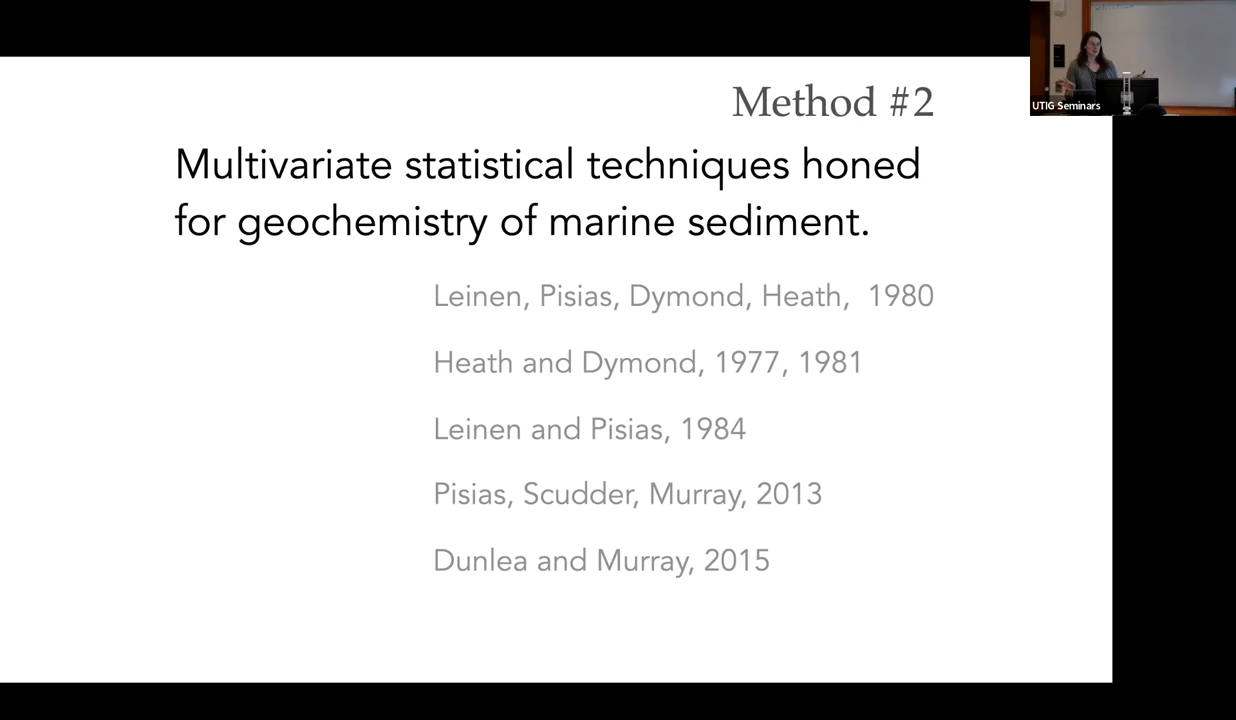 Method #2
Multivariate statistical techniques honed
for geochemistry of marine sediment.
Leinen, Pisias, Dymond, Heath, 1980
Heath and Dymond, 1977, 1981
Leinen and Pisias, 1984
Pisias, Scudder, Murray, 2013
Dunlea and Murray, 2015
UTIG Seminars